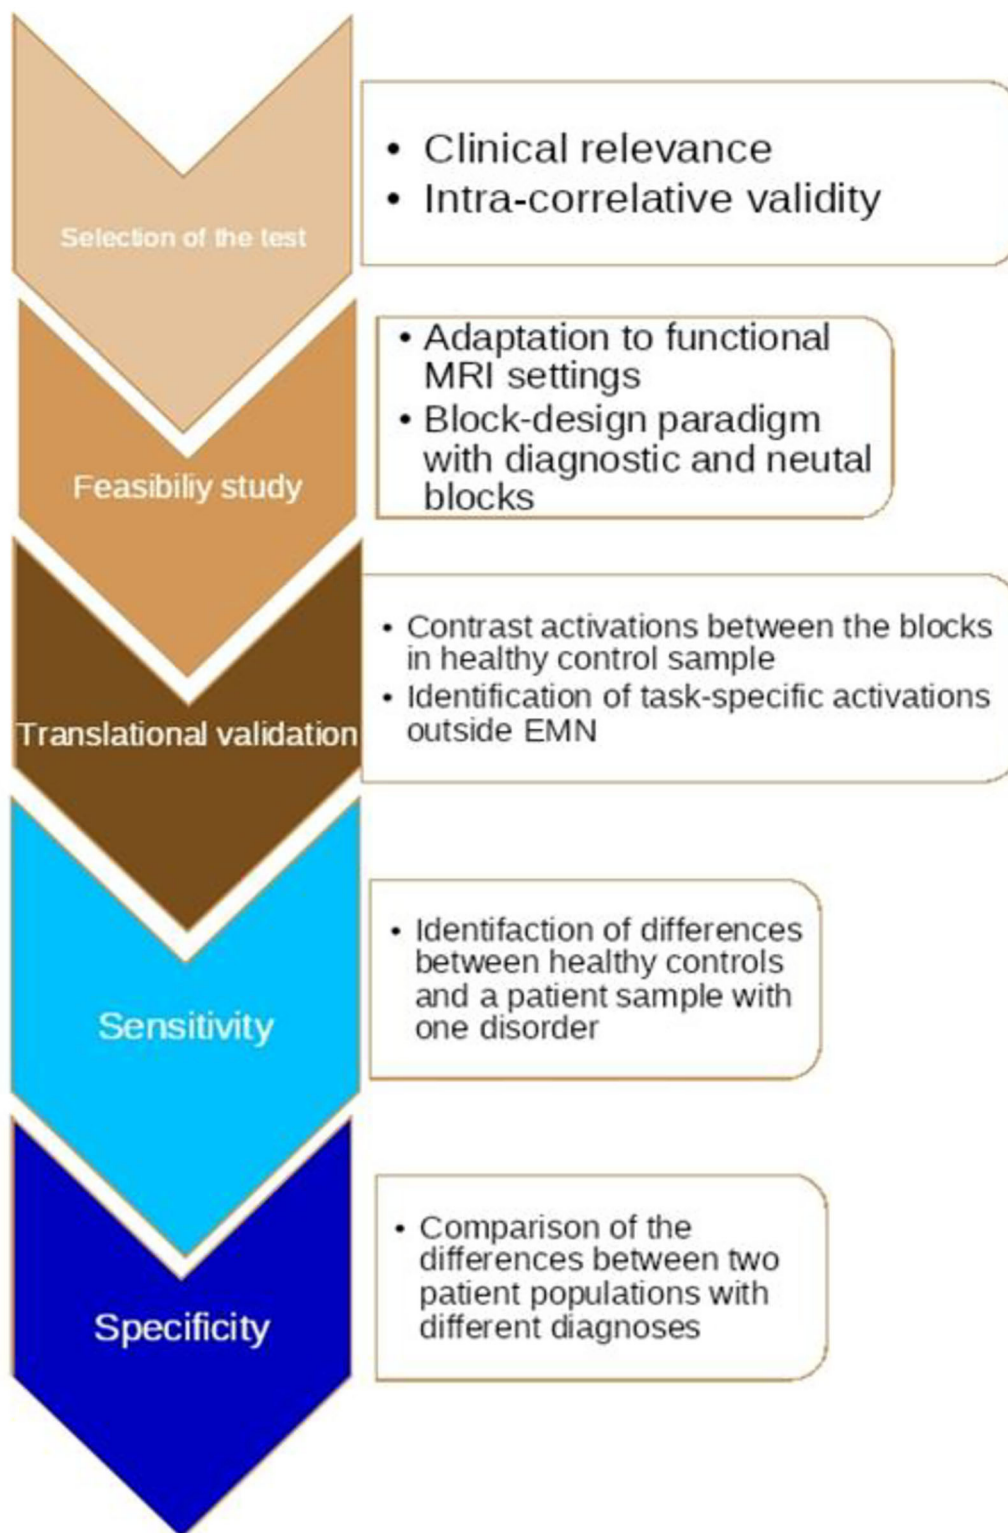 Selection of the test
• Clinical relevance
• Intra-correlative validity
Feasibiliy study
• Adaptation to functional
MRI settings
• Block-design paradigm
with diagnostic and neutal
blocks
Translational validation
• Contrast activations between the blocks
in healthy control sample
• Identification of task-specific activations
outside EMN
Sensitivity
• Identifaction of differences
between healthy controls
and a patient sample with
one disorder
Specificity
• Comparison of the
differences between two
patient populations with
different diagnoses